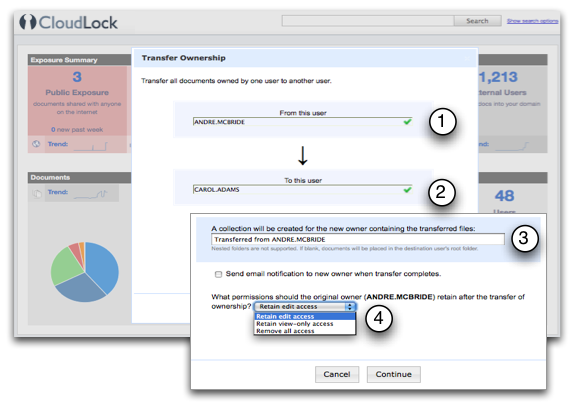 CloudLock
Search
Show search options
Exposure Summary
3
Public Exposure
documents shared with anyone
on the internet
0 new past week
Trend:
Documents
Trend:
Transfer Ownership
Transfer all documents owned by one user to another user.
From this user
ANDRE.MCBRIDE
1
↓
To this user
CAROL.ADAMS
2
1,213
ternal Users
Trend:
48
Users
A collection will be created for the new owner containing the transferred files:
Transferred from ANDRE.MCBRIDE
3
Nested folders are not supported. If blank, documents will be placed in the destination user's root folder.
Send email notification to new owner when transfer completes.
What permissions should the original owner (ANDRE.MCBRIDE) retain after the transfer of
ownership? Retain edit access
Retain edit access
Retain view-only access
Remove all access
4
Cancel
Continue